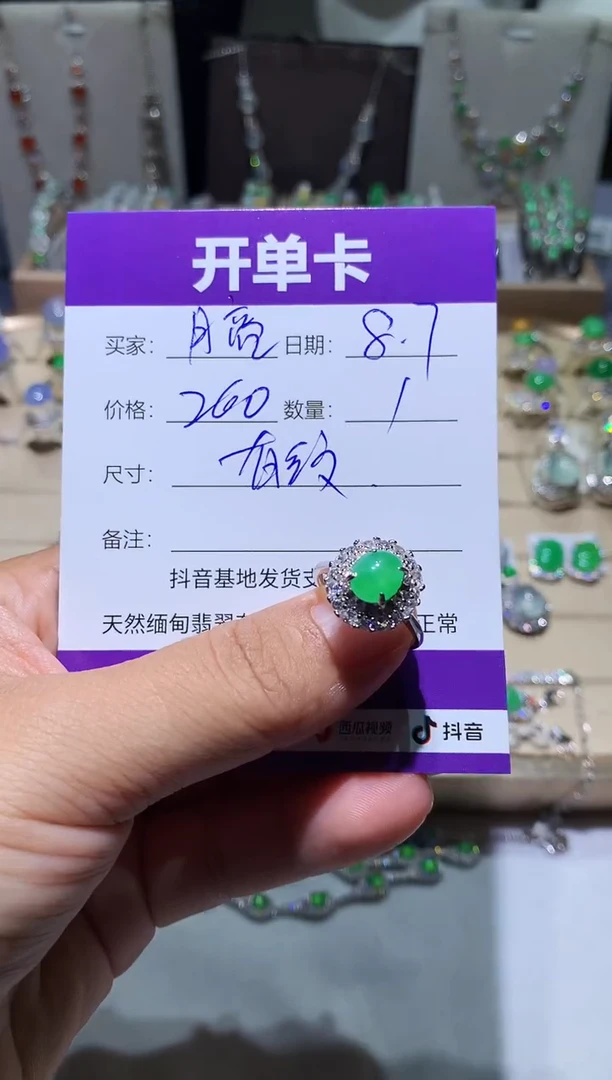 开单卡
买家: 日期: 8.7
价格: 260 数量: 1
尺寸: 有纹
备注:
抖音基地发货支
天然缅甸翡翠 正常
西瓜视频 抖音